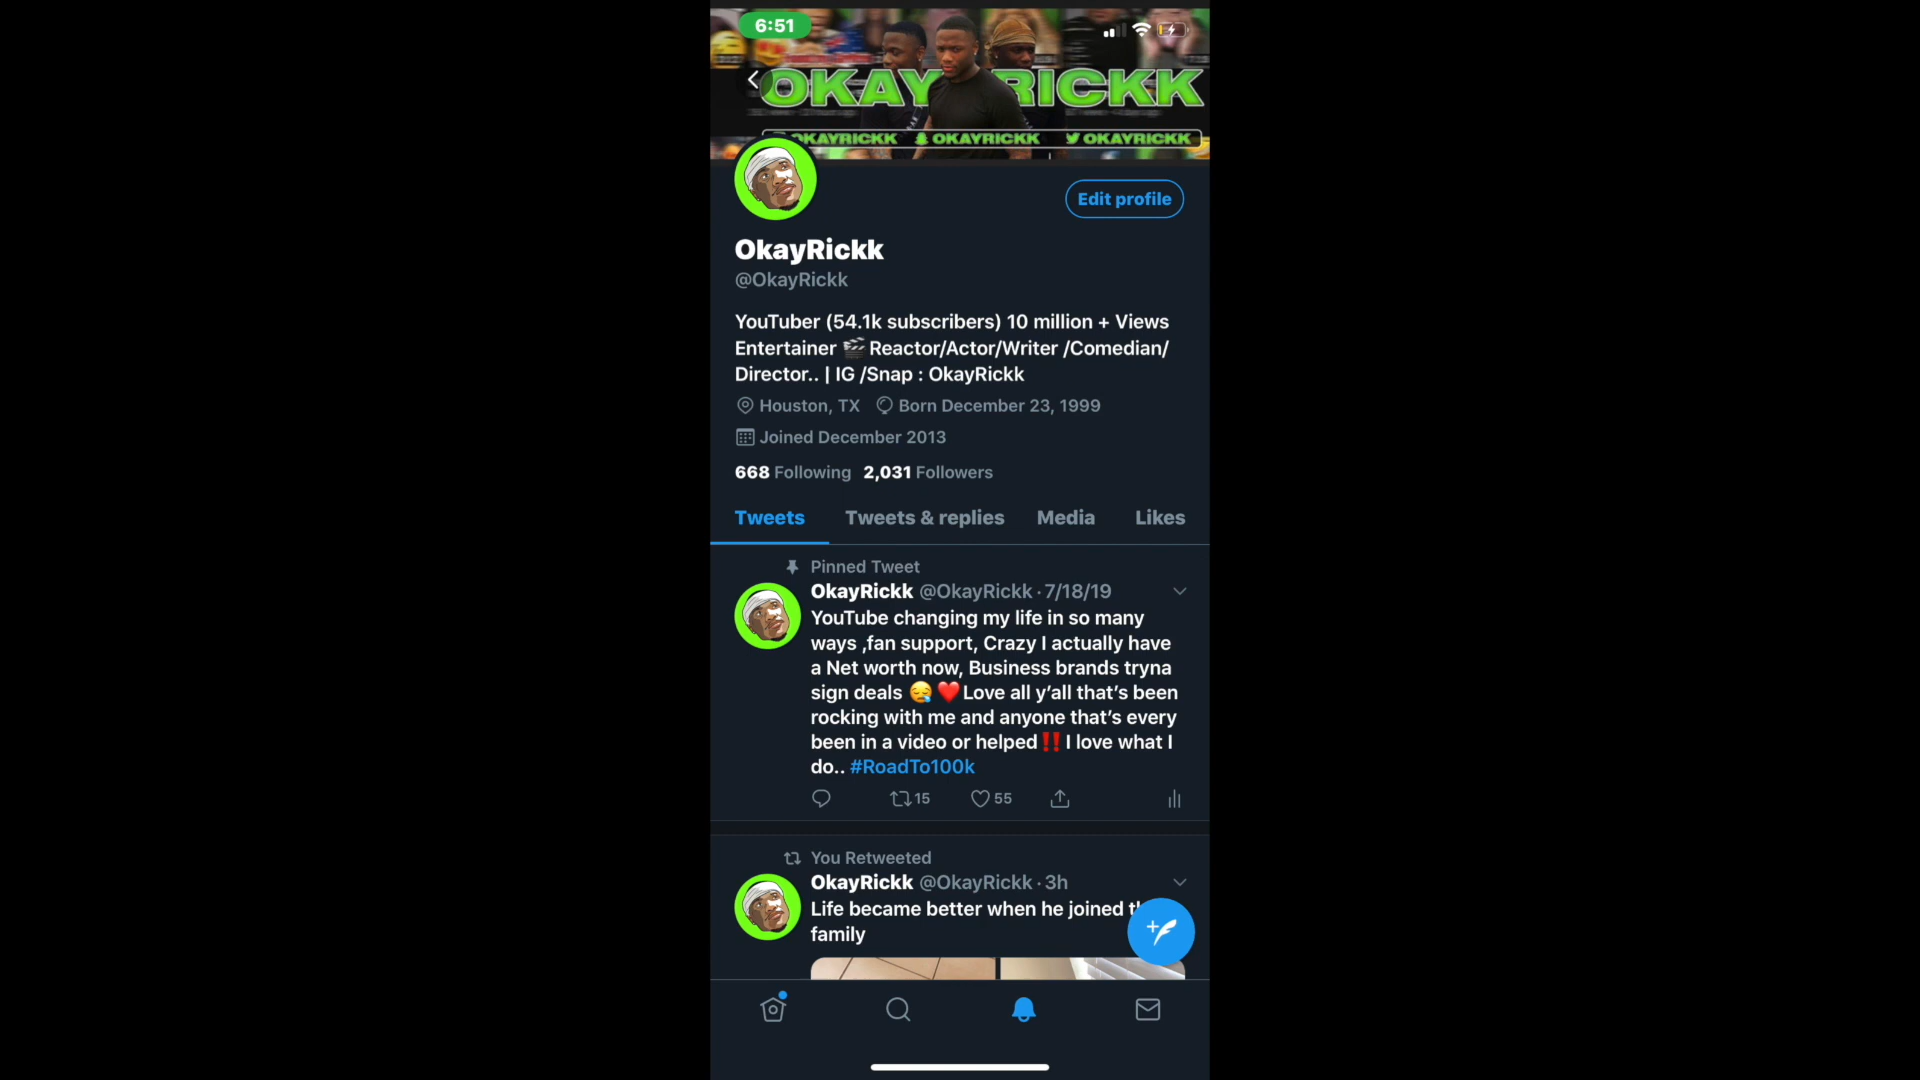 6:51
OKAYRICKK
OKAYRICKK OKAYRICKK OKAYRICKK
Edit profile
OkayRickk
@OkayRickk
YouTuber (54.1k subscribers) 10 million + Views
Entertainer 🎬 Reactor/Actor/Writer /Comedian/
Director.. | IG /Snap : OkayRickk
Houston, TX Born December 23, 1999
Joined December 2013
668 Following 2,031 Followers
Tweets Tweets & replies Media Likes
Pinned Tweet
OkayRickk @OkayRickk · 7/18/19
YouTube changing my life in so many
ways ,fan support, Crazy I actually have
a Net worth now, Business brands tryna
sign deals 😪❤️Love all y’all that’s been
rocking with me and anyone that’s every
been in a video or helped‼️I love what I
do.. #RoadTo100k
15 55
You Retweeted
OkayRickk @OkayRickk · 3h
Life became better when he joined
family